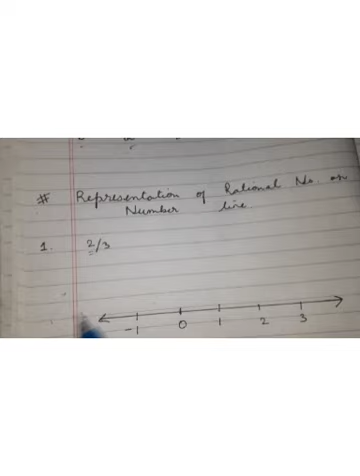 # Representation of Rational No. on
Number line
1. 2/3
-1 0 1 2 3